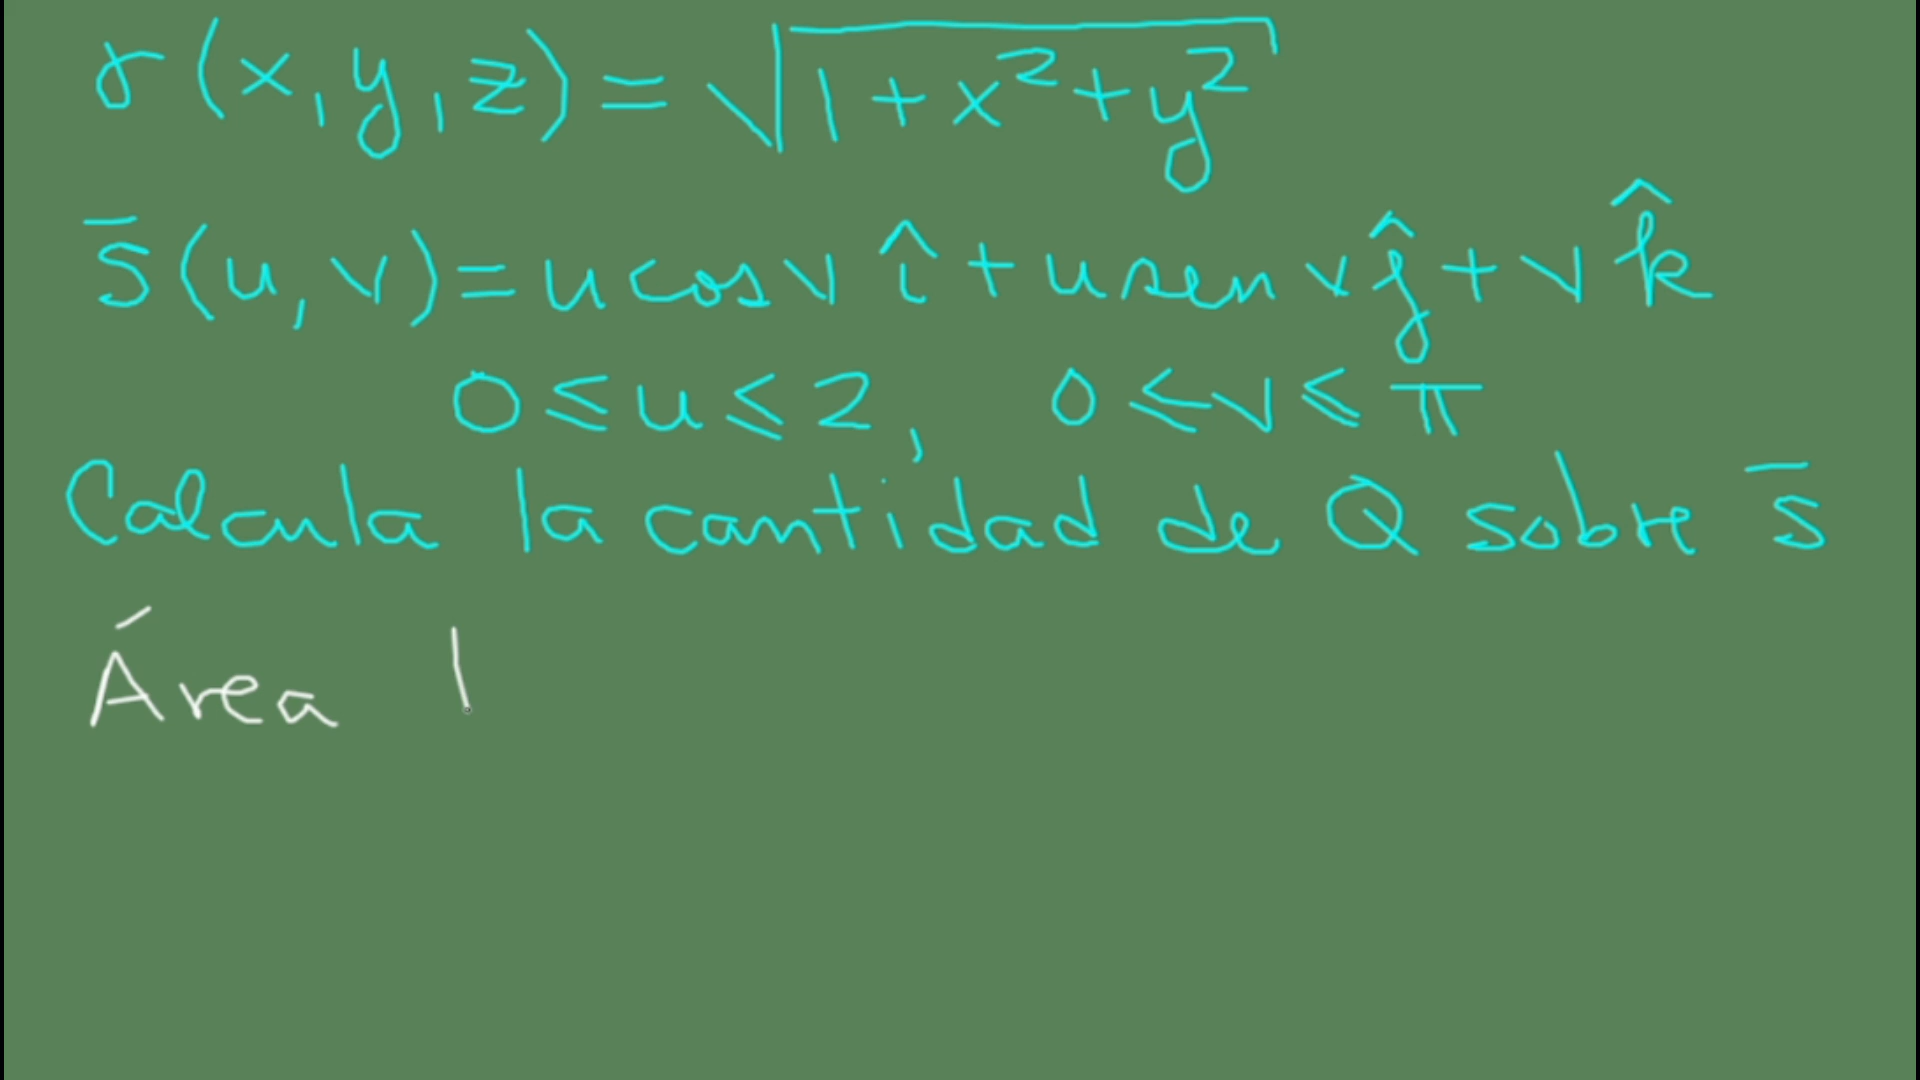 σ(x,y,z)=√1+x²+y²
s̅(u,v)=u cos v î+u sen v ĵ+v k̂
0≤u≤2, 0≤v≤π
Calcula la cantidad de Q sobre s̅
Área